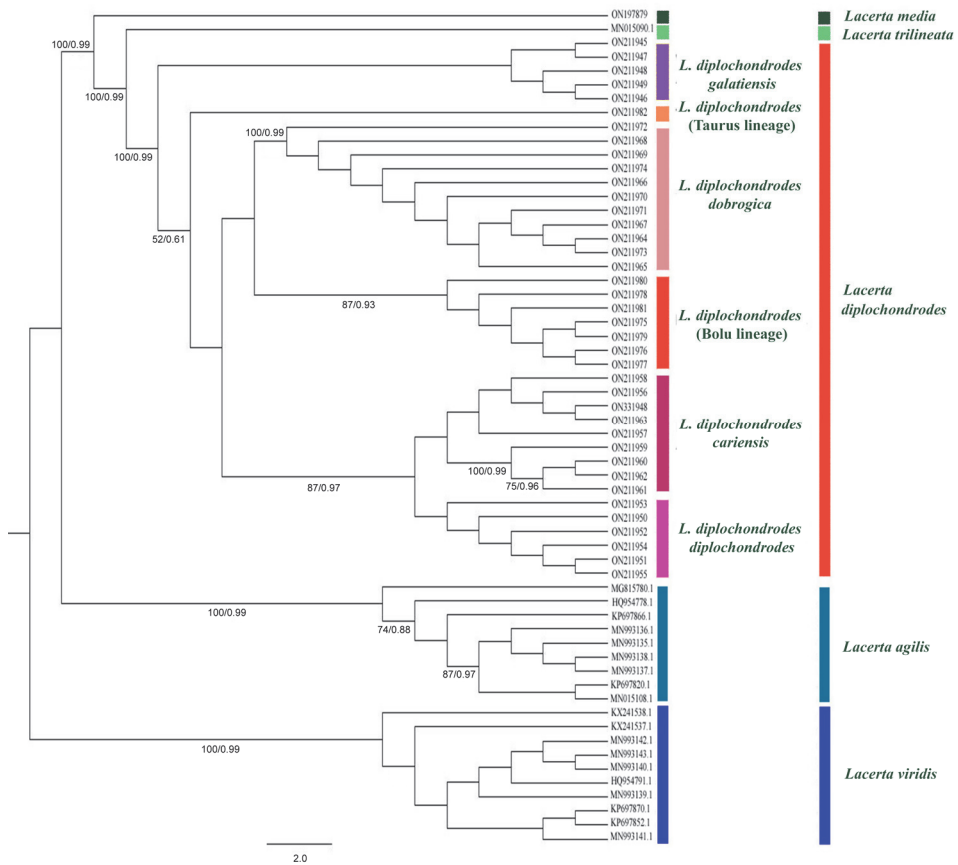 ON197879
Lacerta media
MN015090.1
Lacerta trilineata
100/0.99
100/0.99
ON211945
ON211947
ON211948
ON211949
ON211946
L. diplochondrodes
galatiensis
100/0.99
ON211982
L. diplochondrodes
(Taurus lineage)
52/0.61
100/0.99
ON211972
ON211968
ON211969
ON211974
ON211966
ON211970
ON211971
ON211967
ON211964
ON211973
ON211965
L. diplochondrodes
dobrogica
87/0.93
ON211980
ON211978
ON211981
ON211975
ON211979
ON211976
ON211977
L. diplochondrodes
(Bolu lineage)
Lacerta
diplochondrodes
87/0.97
ON211958
ON211956
ON331948
ON211963
ON211957
ON211959
ON211960
ON211962
ON211961
100/0.99
75/0.96
L. diplochondrodes
cariensis
ON211953
ON211950
ON211952
ON211954
ON211951
ON211955
L. diplochondrodes
diplochondrodes
100/0.99
74/0.88
87/0.97
MG815780.1
HQ954778.1
KP697866.1
MN993136.1
MN993135.1
MN993138.1
MN993137.1
KP697820.1
MN015108.1
Lacerta agilis
100/0.99
KX241538.1
KX241537.1
MN993142.1
MN993143.1
MN993140.1
HQ954791.1
MN993139.1
KP697870.1
KP697852.1
MN993141.1
Lacerta viridis
2.0